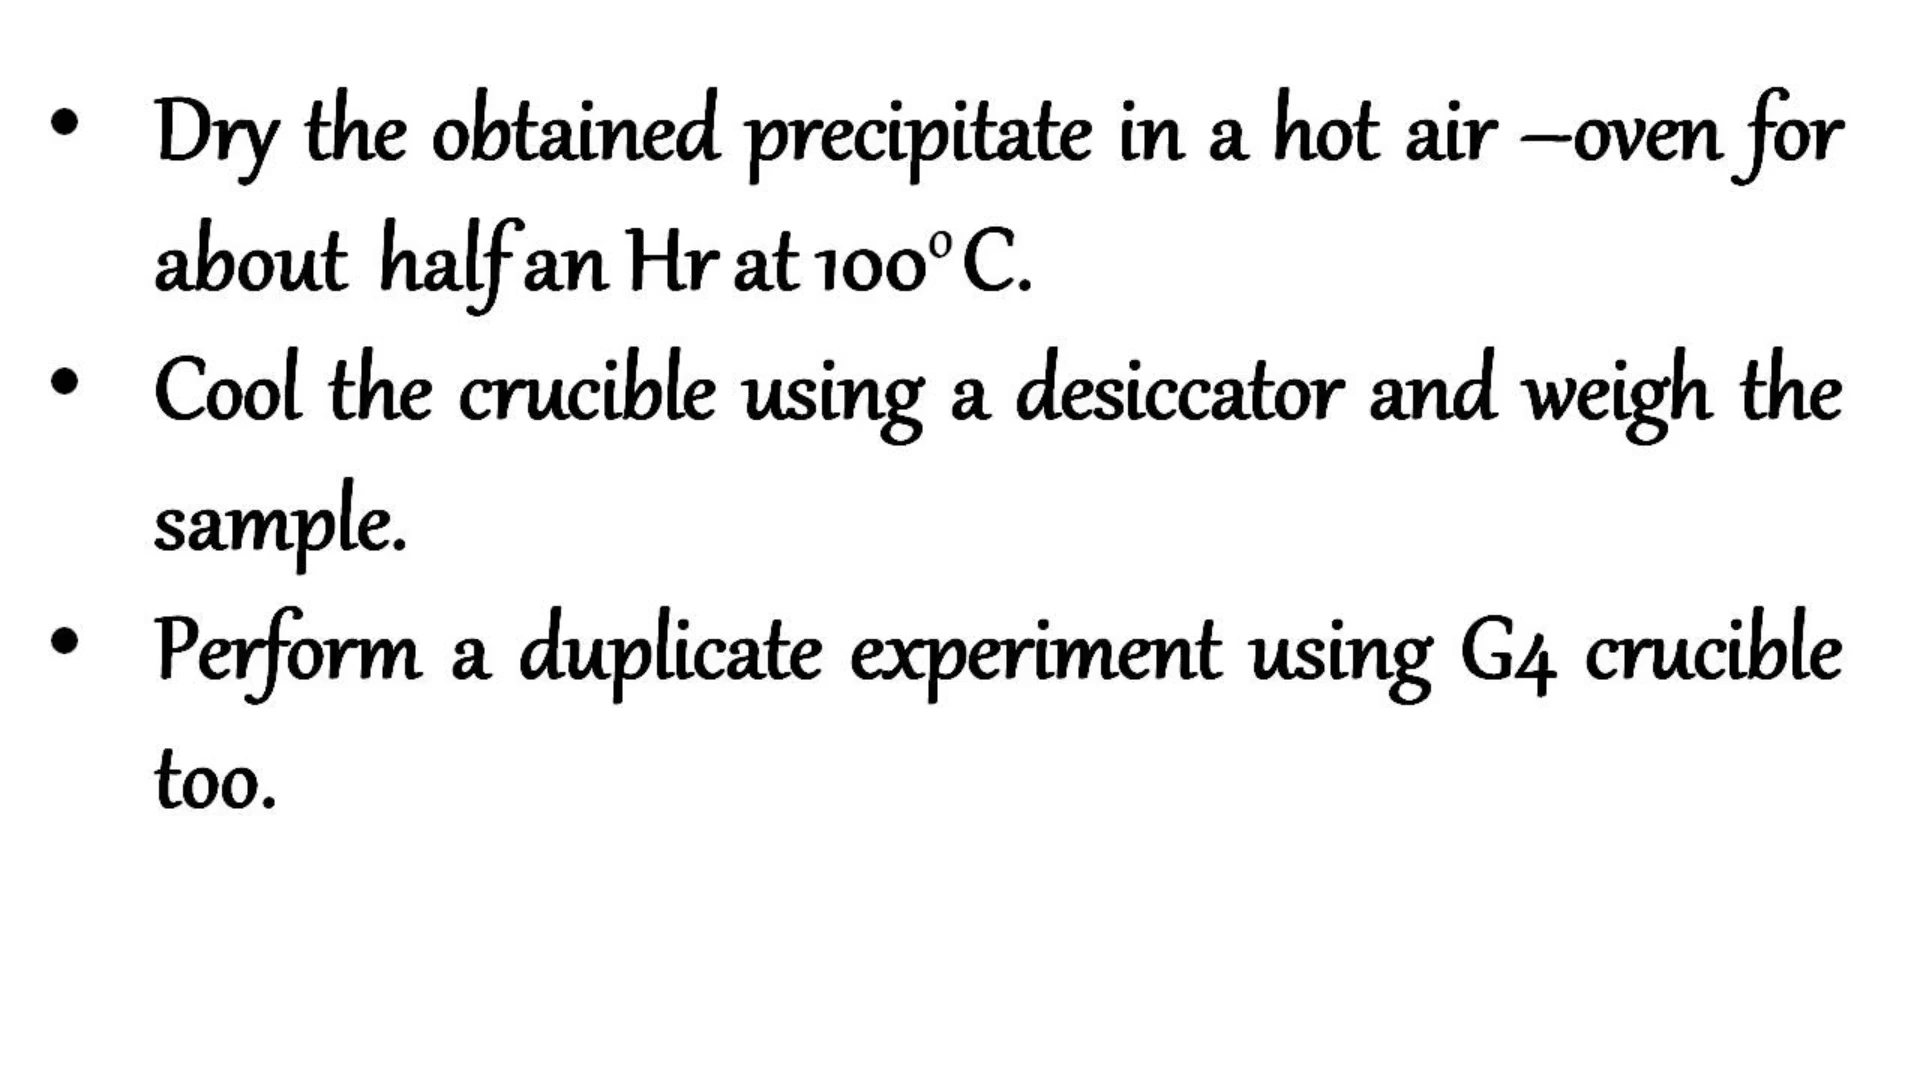 • Dry the obtained precipitate in a hot air –oven for
about half an Hr at 100⁰ C.
• Cool the crucible using a desiccator and weigh the
sample.
• Perform a duplicate experiment using G4 crucible
too.